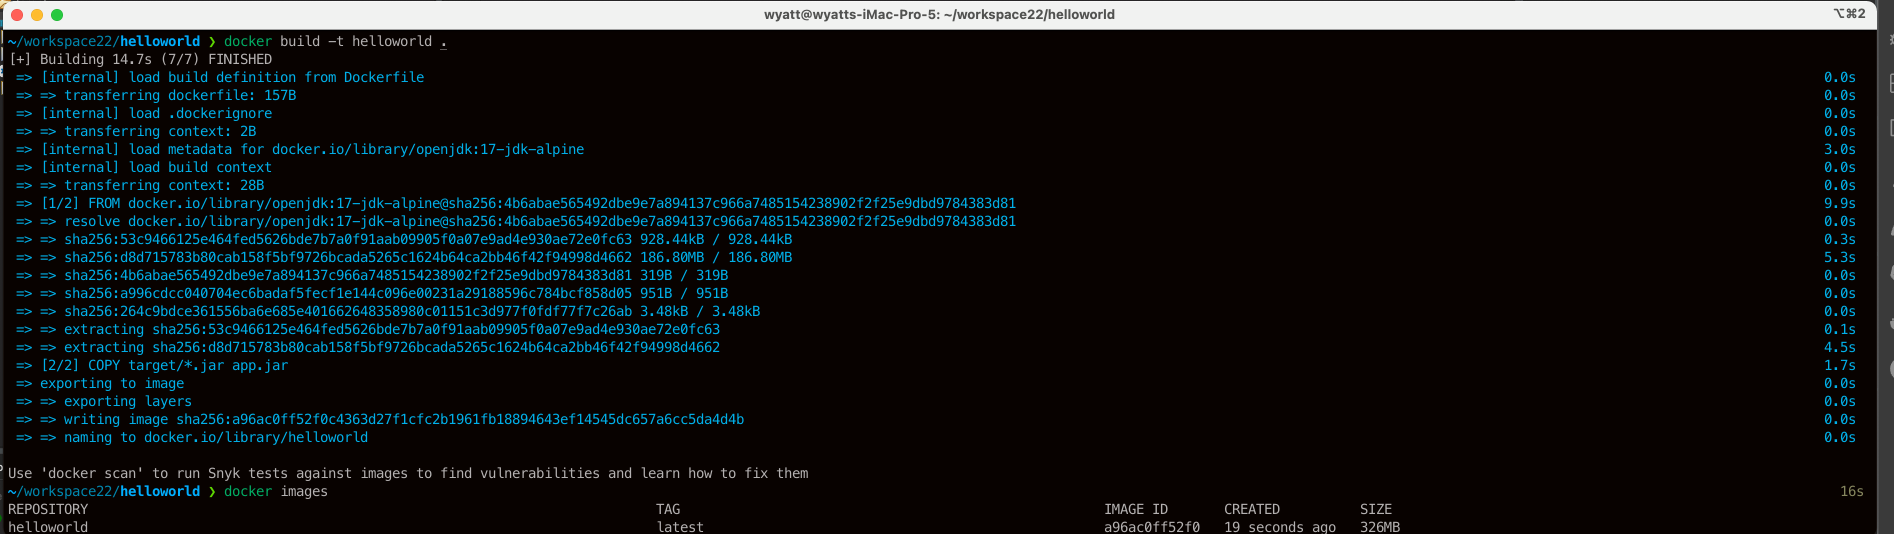 wyatt@wyatts-iMac-Pro-5: ~/workspace22/helloworld
⌥⌘2
~/workspace22/helloworld ❯ docker build -t helloworld .
[+] Building 14.7s (7/7) FINISHED
=> [internal] load build definition from Dockerfile 0.0s
=> => transferring dockerfile: 157B 0.0s
=> [internal] load .dockerignore 0.0s
=> => transferring context: 2B 0.0s
=> [internal] load metadata for docker.io/library/openjdk:17-jdk-alpine 3.0s
=> [internal] load build context 0.0s
=> => transferring context: 28B 0.0s
=> [1/2] FROM docker.io/library/openjdk:17-jdk-alpine@sha256:4b6abae565492dbe9e7a894137c966a7485154238902f2f25e9dbd9784383d81 9.9s
=> => resolve docker.io/library/openjdk:17-jdk-alpine@sha256:4b6abae565492dbe9e7a894137c966a7485154238902f2f25e9dbd9784383d81 0.0s
=> => sha256:53c9466125e464fed5626bde7b7a0f91aab09905f0a07e9ad4e930ae72e0fc63 928.44kB / 928.44kB 0.3s
=> => sha256:d8d715783b80cab158f5bf9726bcada5265c1624b64ca2bb46f42f94998d4662 186.80MB / 186.80MB 5.3s
=> => sha256:4b6abae565492dbe9e7a894137c966a7485154238902f2f25e9dbd9784383d81 319B / 319B 0.0s
=> => sha256:a996cdcc040704ec6badaf5fecf1e144c096e00231a29188596c784bcf858d05 951B / 951B 0.0s
=> => sha256:264c9bdce361556ba6e685e401662648358980c01151c3d977f0fdf77f7c26ab 3.48kB / 3.48kB 0.0s
=> => extracting sha256:53c9466125e464fed5626bde7b7a0f91aab09905f0a07e9ad4e930ae72e0fc63 0.1s
=> => extracting sha256:d8d715783b80cab158f5bf9726bcada5265c1624b64ca2bb46f42f94998d4662 4.5s
=> [2/2] COPY target/*.jar app.jar 1.7s
=> exporting to image 0.0s
=> => exporting layers 0.0s
=> => writing image sha256:a96ac0ff52f0c4363d27f1cfc2b1961fb18894643ef14545dc657a6cc5da4d4b 0.0s
=> => naming to docker.io/library/helloworld 0.0s
Use 'docker scan' to run Snyk tests against images to find vulnerabilities and learn how to fix them
~/workspace22/helloworld ❯ docker images 16s
REPOSITORY TAG IMAGE ID CREATED SIZE
helloworld latest a96ac0ff52f0 19 seconds ago 326MB